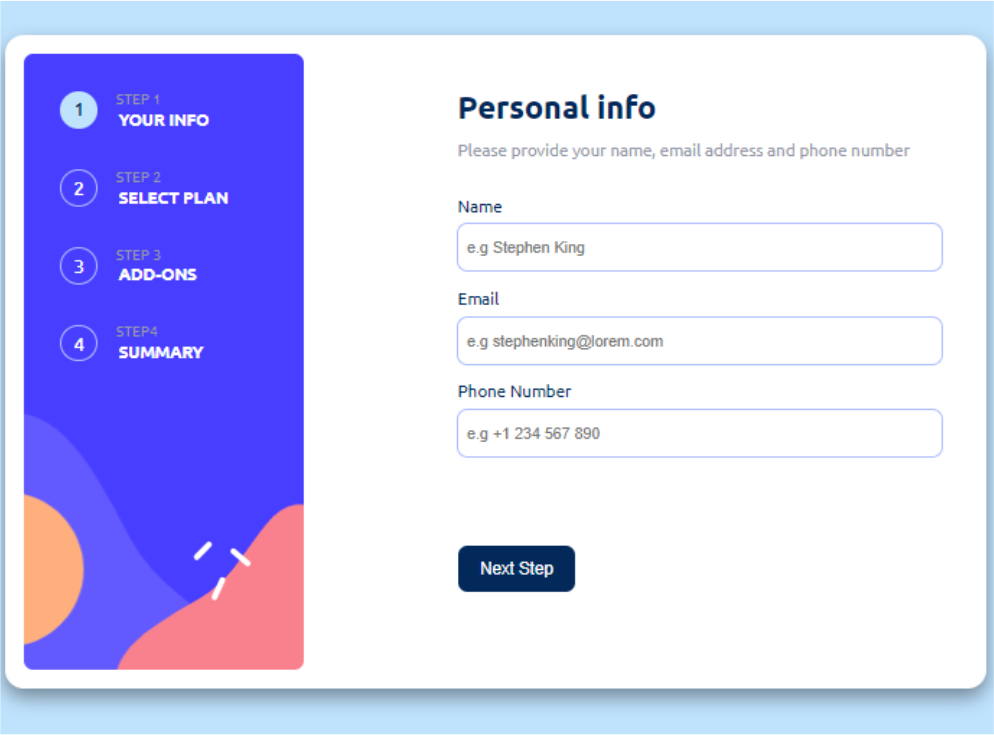 1
STEP 1
YOUR INFO
2
STEP 2
SELECT PLAN
3
STEP 3
ADD-ONS
4
STEP4
SUMMARY
Personal info
Please provide your name, email address and phone number
Name
e.g Stephen King
Email
e.g stephenking@lorem.com
Phone Number
e.g +1 234 567 890
Next Step